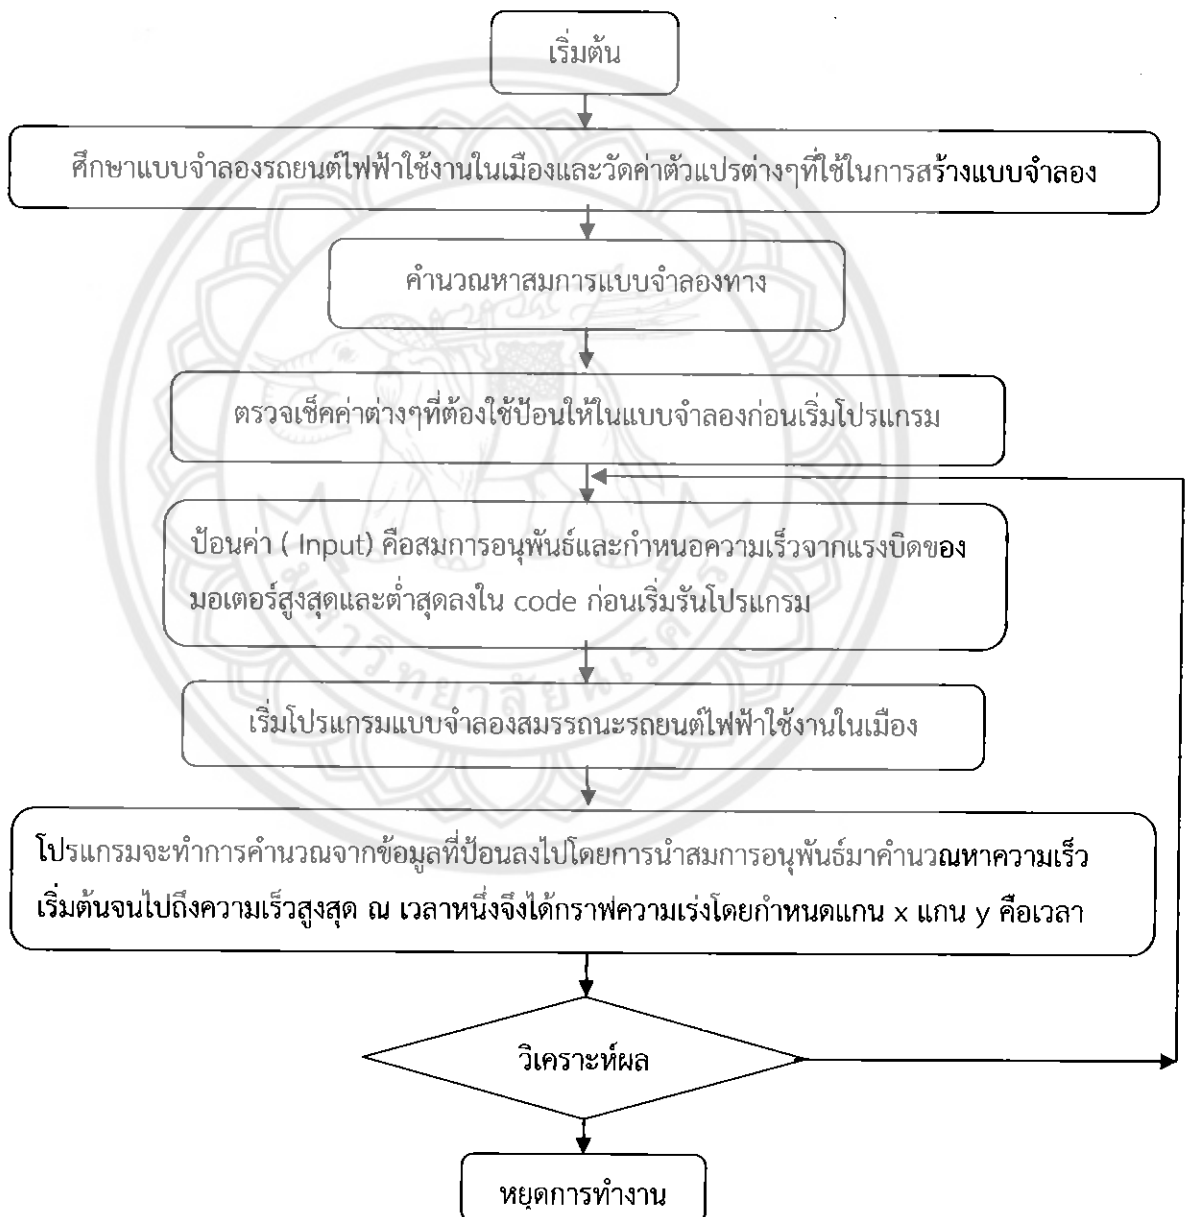 เริ่มต้น
ศึกษาแบบจำลองรถยนต์ไฟฟ้าใช้งานในเมืองและวัดค่าตัวแปรต่างๆที่ใช้ในการสร้างแบบจำลอง
คำนวณหาสมการแบบจำลองทาง
ตรวจเช็คค่าต่างๆที่ต้องใช้ป้อนให้ในแบบจำลองก่อนเริ่มโปรแกรม
ป้อนค่า ( Input) คือสมการอนุพันธ์และกำหนอความเร็วจากแรงบิดของ
มอเตอร์สูงสุดและต่ำสุดลงใน code ก่อนเริ่มรันโปรแกรม
มหาวิทยาลัยนเรศวร
เริ่มโปรแกรมแบบจำลองสมรรถนะรถยนต์ไฟฟ้าใช้งานในเมือง
โปรแกรมจะทำการคำนวณจากข้อมูลที่ป้อนลงไปโดยการนำสมการอนุพันธ์มาคำนวณหาความเร็ว
เริ่มต้นจนไปถึงความเร็วสูงสุด ณ เวลาหนึ่งจึงได้กราฟความเร่งโดยกำหนดแกน x แกน y คือเวลา
วิเคราะห์ผล
หยุดการทำงาน